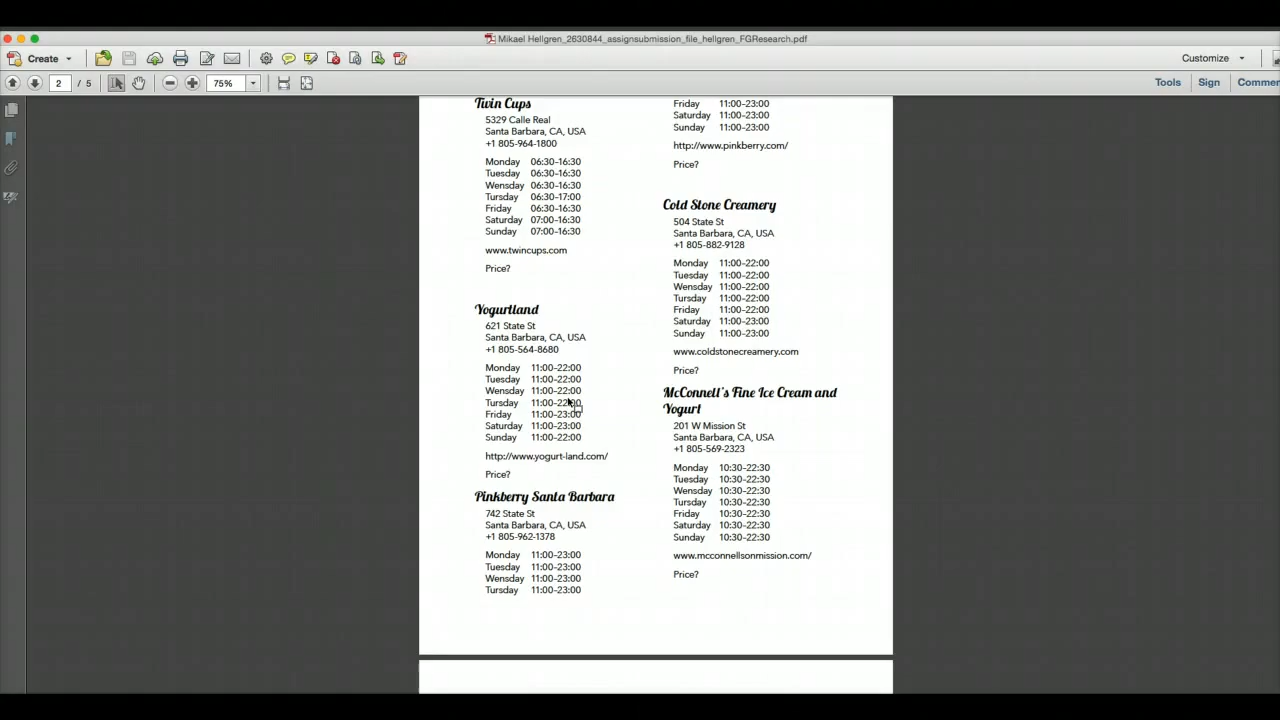 Mikael Hellgren_2630844_assignsubmission_file_hellgren_FGResearch.pdf
Create
Customize
2 / 5
75%
Tools
Sign
Commen
Twin Cups
5329 Calle Real
Santa Barbara, CA, USA
+1 805-964-1800
Monday 06:30-16:30
Tuesday 06:30-16:30
Wensday 06:30-16:30
Tursday 06:30-17:00
Friday 06:30-16:30
Saturday 07:00-16:30
Sunday 07:00-16:30
www.twincups.com
Price?
Yogurtland
621 State St
Santa Barbara, CA, USA
+1 805-564-8680
Monday 11:00-22:00
Tuesday 11:00-22:00
Wensday 11:00-22:00
Tursday 11:00-22:00
Friday 11:00-23:00
Saturday 11:00-23:00
Sunday 11:00-22:00
http://www.yogurt-land.com/
Price?
Pinkberry Santa Barbara
742 State St
Santa Barbara, CA, USA
+1 805-962-1378
Monday 11:00-23:00
Tuesday 11:00-23:00
Wensday 11:00-23:00
Tursday 11:00-23:00
Friday 11:00-23:00
Saturday 11:00-23:00
Sunday 11:00-23:00
http://www.pinkberry.com/
Price?
Cold Stone Creamery
504 State St
Santa Barbara, CA, USA
+1 805-882-9128
Monday 11:00-22:00
Tuesday 11:00-22:00
Wensday 11:00-22:00
Tursday 11:00-22:00
Friday 11:00-22:00
Saturday 11:00-23:00
Sunday 11:00-22:00
www.coldstonecreamery.com
Price?
McConnell's Fine Ice Cream and
Yogurt
201 W Mission St
Santa Barbara, CA, USA
+1 805-569-2323
Monday 10:30-22:30
Tuesday 10:30-22:30
Wensday 10:30-22:30
Tursday 10:30-22:30
Friday 10:30-22:30
Saturday 10:30-22:30
Sunday 10:30-22:30
www.mcconnellsonmission.com/
Price?